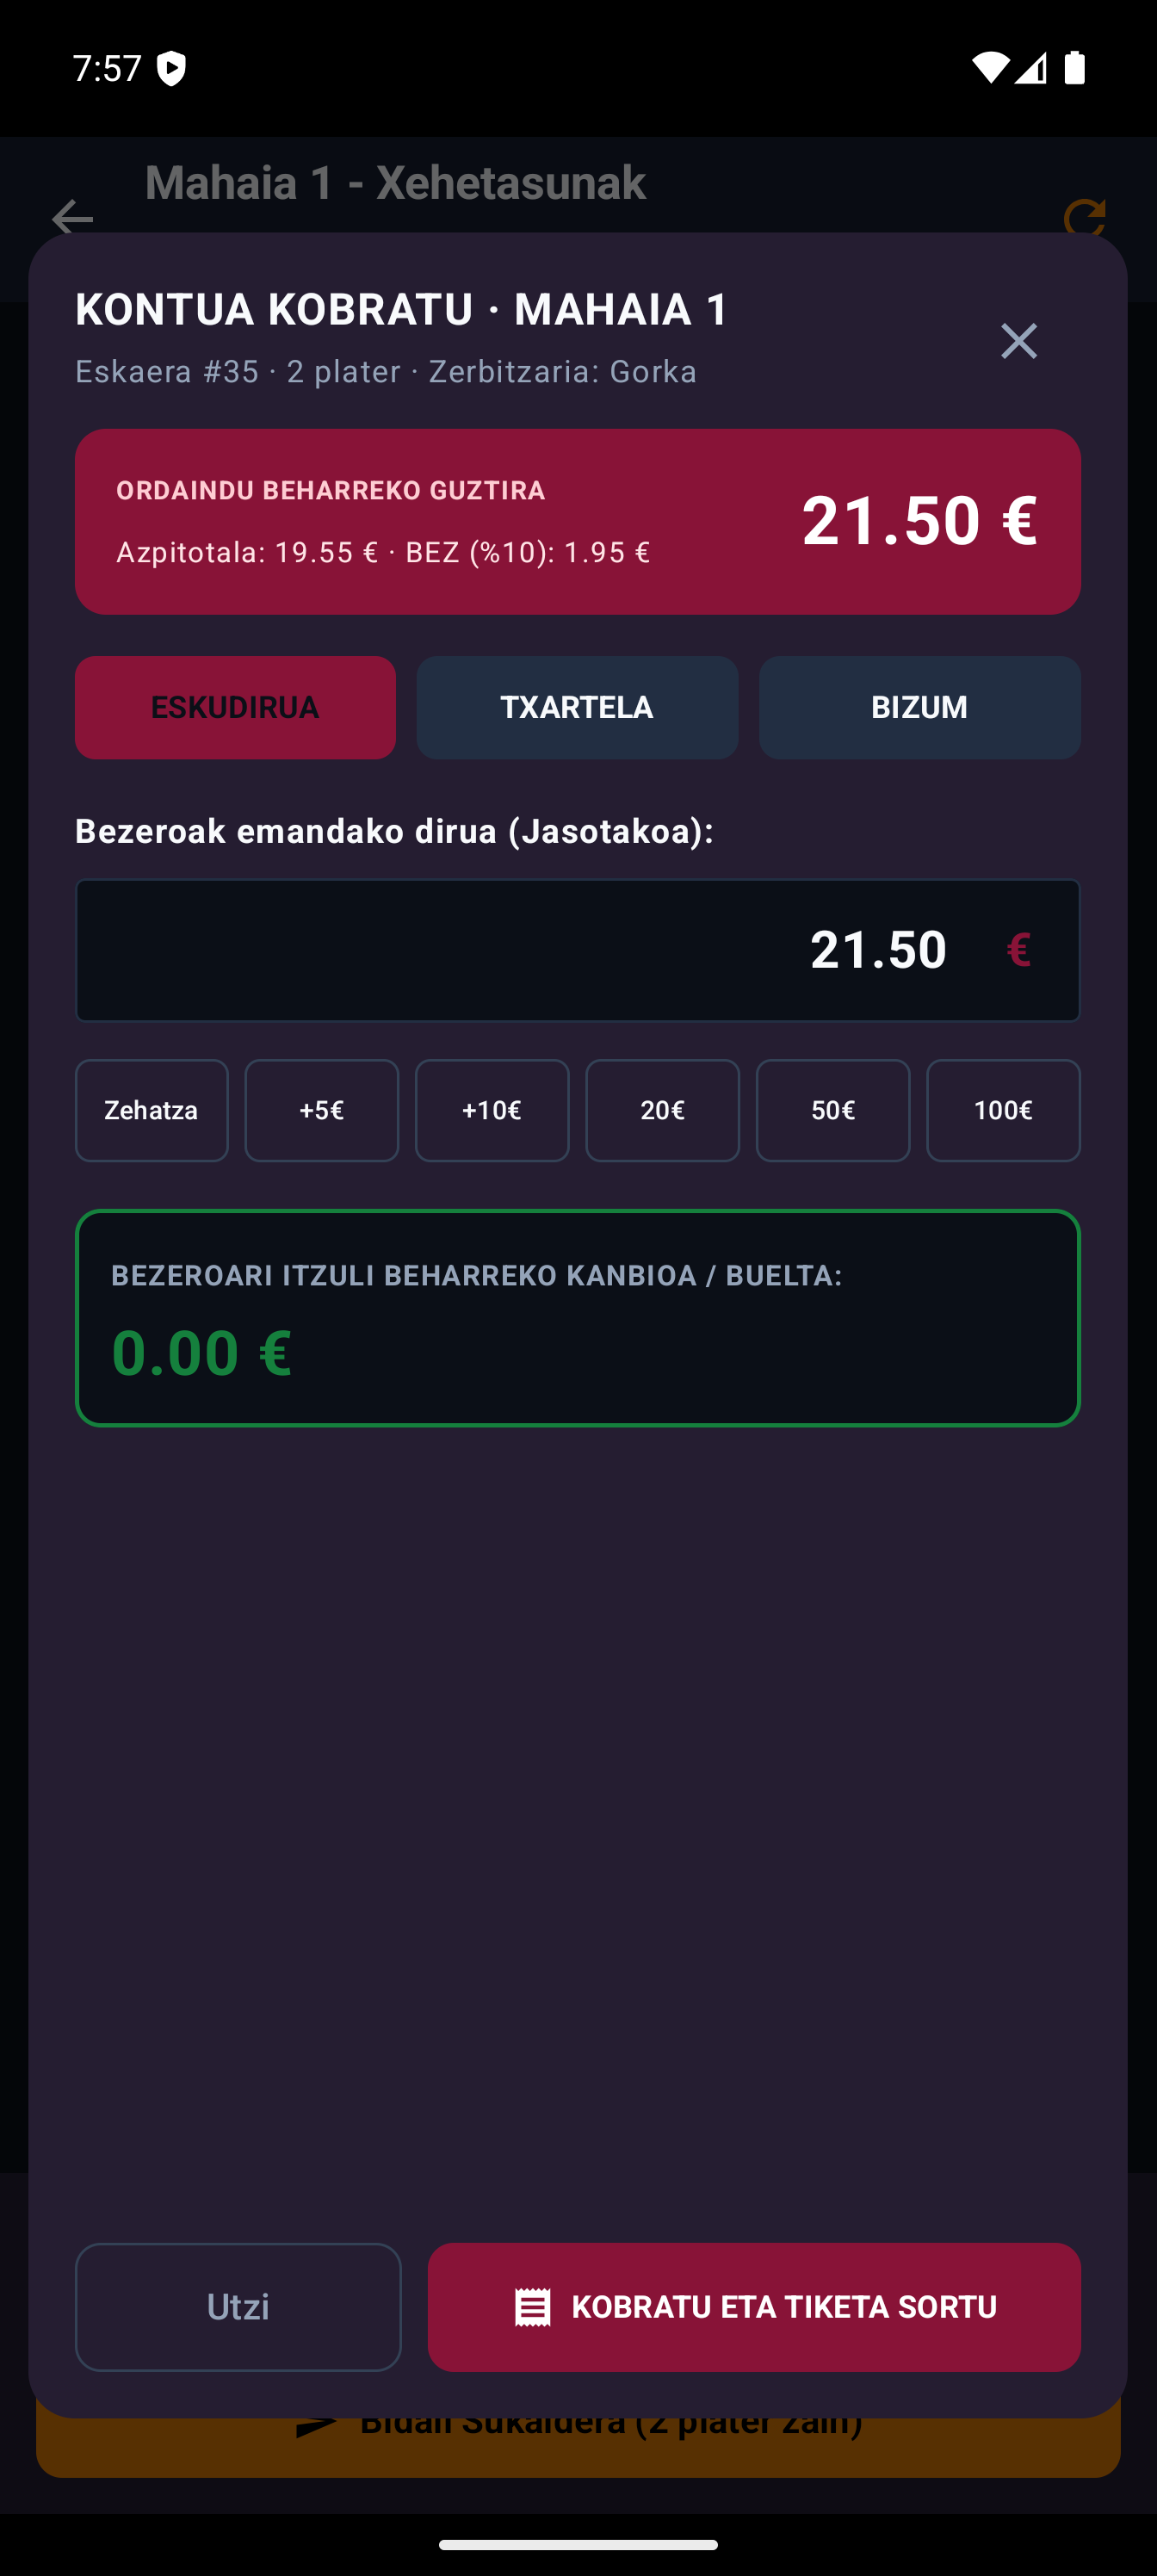 7:57
Mahaia 1 - Xehetasunak
KONTUA KOBRATU · MAHAIA 1
Eskaera #35 · 2 plater · Zerbitzaria: Gorka
ORDAINDU BEHARREKO GUZTIRA
Azpitotala: 19.55 € · BEZ (%10): 1.95 €
21.50 €
ESKUDIRUA
TXARTELA
BIZUM
Bezeroak emandako dirua (Jasotakoa):
21.50 €
Zehatza
+5€
+10€
20€
50€
100€
BEZEROARI ITZULI BEHARREKO KANBIOA / BUELTA:
0.00 €
Utzi
KOBRATU ETA TIKETA SORTU
Bidali Sukaldera (2 plater zain)